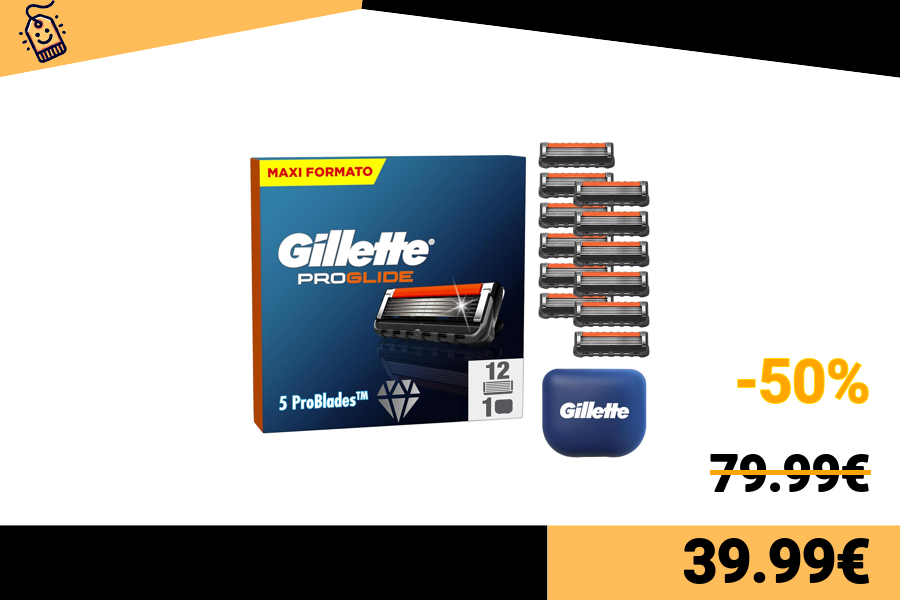 MAXI FORMATO
Gillette®
PROGLIDE
5 ProBlades™
12
1
Gillette
-50%
79.99€
39.99€